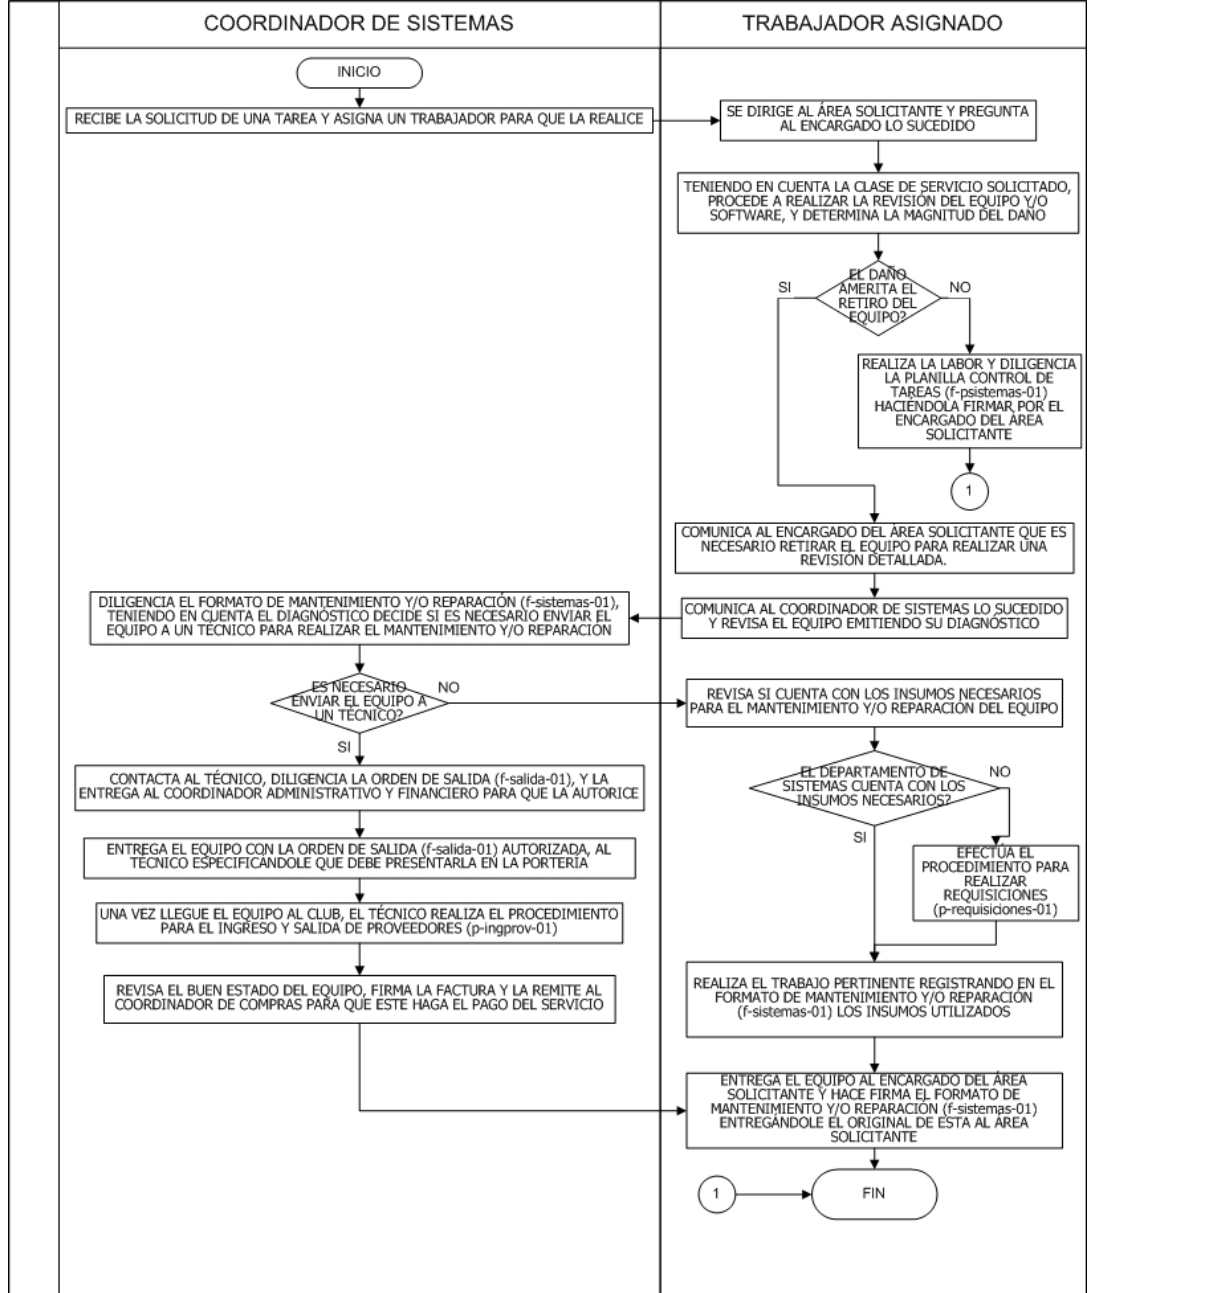 COORDINADOR DE SISTEMAS
TRABAJADOR ASIGNADO
INICIO
RECIBE LA SOLICITUD DE UNA TAREA Y ASIGNA UN TRABAJADOR PARA QUE LA REALICE
SE DIRIGE AL ÁREA SOLICITANTE Y PREGUNTA
AL ENCARGADO LO SUCEDIDO
TENIENDO EN CUENTA LA CLASE DE SERVICIO SOLICITADO,
PROCEDE A REALIZAR LA REVISIÓN DEL EQUIPO Y/O
SOFTWARE, Y DETERMINA LA MAGNITUD DEL DAÑO
EL DAÑO
AMERITA EL
RETIRO DEL
EQUIPO?
SI
NO
REALIZA LA LABOR Y DILIGENCIA
LA PLANILLA CONTROL DE
TAREAS (f-psistemas-01)
HACIÉNDOLA FIRMAR POR EL
ENCARGADO DEL ÁREA
SOLICITANTE
1
COMUNICA AL ENCARGADO DEL ÁREA SOLICITANTE QUE ES
NECESARIO RETIRAR EL EQUIPO PARA REALIZAR UNA
REVISIÓN DETALLADA.
COMUNICA AL COORDINADOR DE SISTEMAS LO SUCEDIDO
Y REVISA EL EQUIPO EMITIENDO SU DIAGNÓSTICO
DILIGENCIA EL FORMATO DE MANTENIMIENTO Y/O REPARACIÓN (f-sistemas-01),
TENIENDO EN CUENTA EL DIAGNÓSTICO DECIDE SI ES NECESARIO ENVIAR EL
EQUIPO A UN TÉCNICO PARA REALIZAR EL MANTENIMIENTO Y/O REPARACIÓN
ES NECESARIO
ENVIAR EL EQUIPO A
UN TÉCNICO?
NO
SI
REVISA SI CUENTA CON LOS INSUMOS NECESARIOS
PARA EL MANTENIMIENTO Y/O REPARACIÓN DEL EQUIPO
EL DEPARTAMENTO DE
SISTEMAS CUENTA CON LOS
INSUMOS NECESARIOS?
NO
SI
CONTACTA AL TÉCNICO, DILIGENCIA LA ORDEN DE SALIDA (f-salida-01), Y LA
ENTREGA AL COORDINADOR ADMINISTRATIVO Y FINANCIERO PARA QUE LA AUTORICE
ENTREGA EL EQUIPO CON LA ORDEN DE SALIDA (f-salida-01) AUTORIZADA, AL
TÉCNICO ESPECIFICANDOLE QUE DEBE PRESENTARLA EN LA PORTERÍA
EFECTÚA EL
PROCEDIMIENTO PARA
REALIZAR
REQUISICIONES
(p-requisiciones-01)
UNA VEZ LLEGUE EL EQUIPO AL CLUB, EL TÉCNICO REALIZA EL PROCEDIMIENTO
PARA EL INGRESO Y SALIDA DE PROVEEDORES (p-ingprov-01)
REVISA EL BUEN ESTADO DEL EQUIPO, FIRMA LA FACTURA Y LA REMITE AL
COORDINADOR DE COMPRAS PARA QUE ESTE HAGA EL PAGO DEL SERVICIO
REALIZA EL TRABAJO PERTINENTE REGISTRANDO EN EL
FORMATO DE MANTENIMIENTO Y/O REPARACIÓN
(f-sistemas-01) LOS INSUMOS UTILIZADOS
ENTREGA EL EQUIPO AL ENCARGADO DEL ÁREA
SOLICITANTE Y HACE FIRMA EL FORMATO DE
MANTENIMIENTO Y/O REPARACIÓN (f-sistemas-01)
ENTREGÁNDOLE EL ORIGINAL DE ESTA AL ÁREA
SOLICITANTE
1
FIN